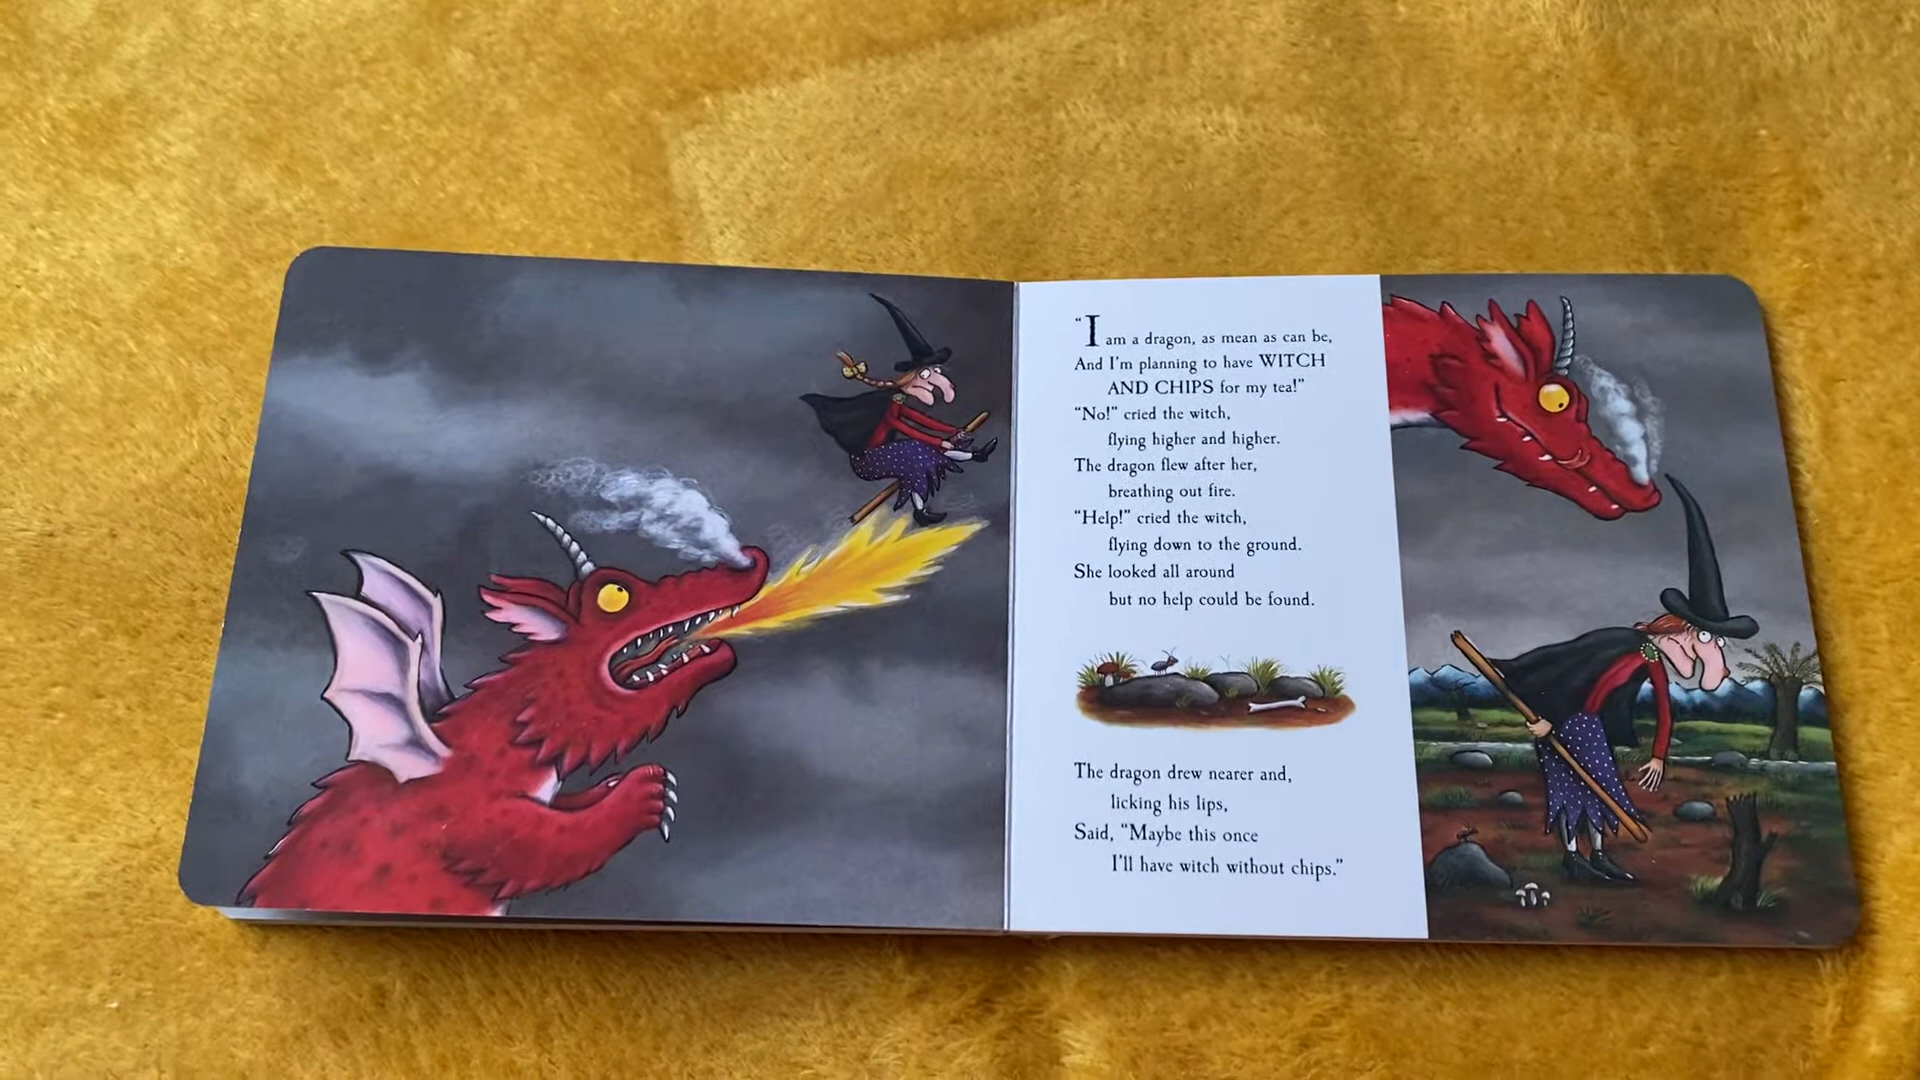 “I am a dragon, as mean as can be,
And I'm planning to have WITCH
AND CHIPS for my tea!”
“No!” cried the witch,
flying higher and higher.
The dragon flew after her,
breathing out fire.
“Help!” cried the witch,
flying down to the ground.
She looked all around
but no help could be found.
The dragon drew nearer and,
licking his lips,
Said, “Maybe this once
I'll have witch without chips.”